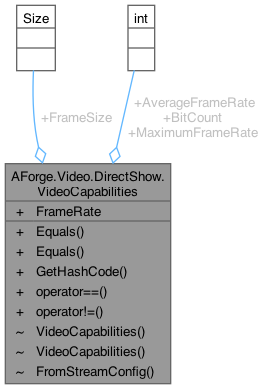 Size
int
+AverageFrameRate
+FrameSize
+BitCount
+MaximumFrameRate
AForge.Video.DirectShow.
VideoCapabilities
+ FrameRate
+ Equals()
+ Equals()
+ GetHashCode()
+ operator==()
+ operator!=()
~ VideoCapabilities()
~ VideoCapabilities()
~ FromStreamConfig()